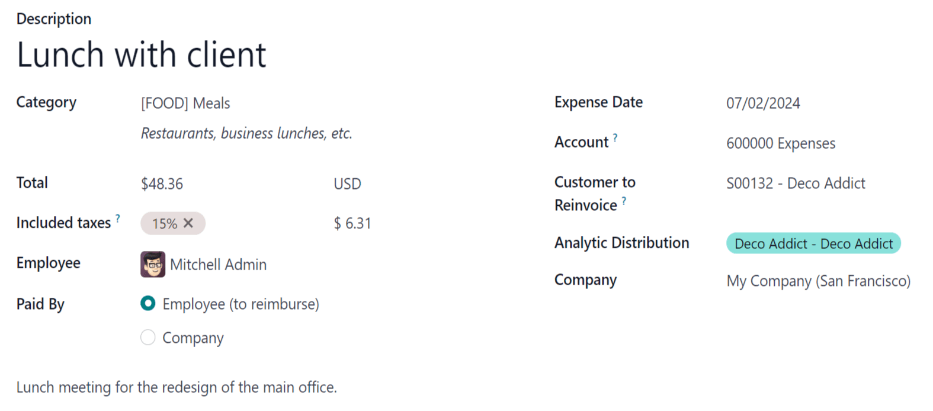 Description
Lunch with client
Category [FOOD] Meals
Restaurants, business lunches, etc.
Total $48.36 USD
Included taxes ? 15% ✕ $ 6.31
Employee Mitchell Admin
Paid By Employee (to reimburse)
Company
Expense Date 07/02/2024
Account ? 600000 Expenses
Customer to S00132 - Deco Addict
Reinvoice ?
Analytic Distribution Deco Addict - Deco Addict
Company My Company (San Francisco)
Lunch meeting for the redesign of the main office.